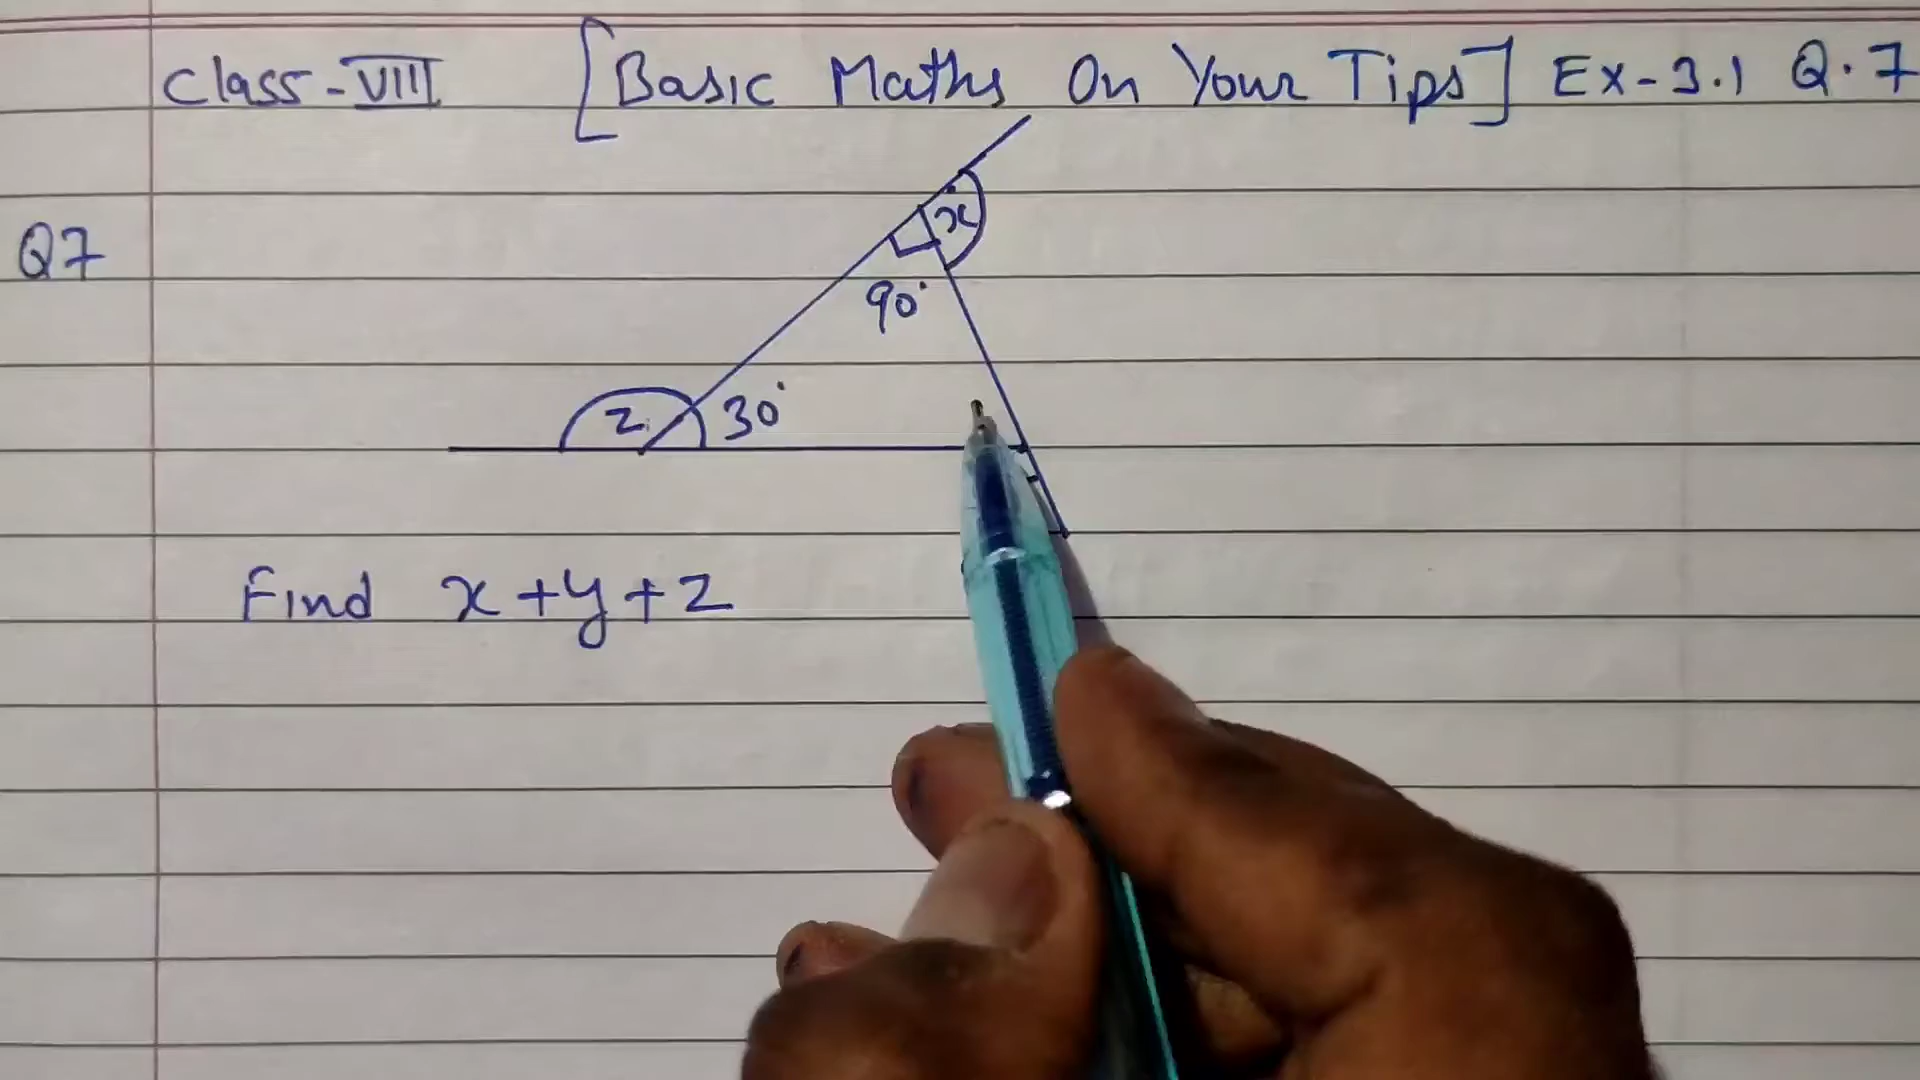 Class-VIII [Basic Maths On Your Tips] Ex-3.1 Q.7
Q7
x
90°
z
30°
Find x+y+z